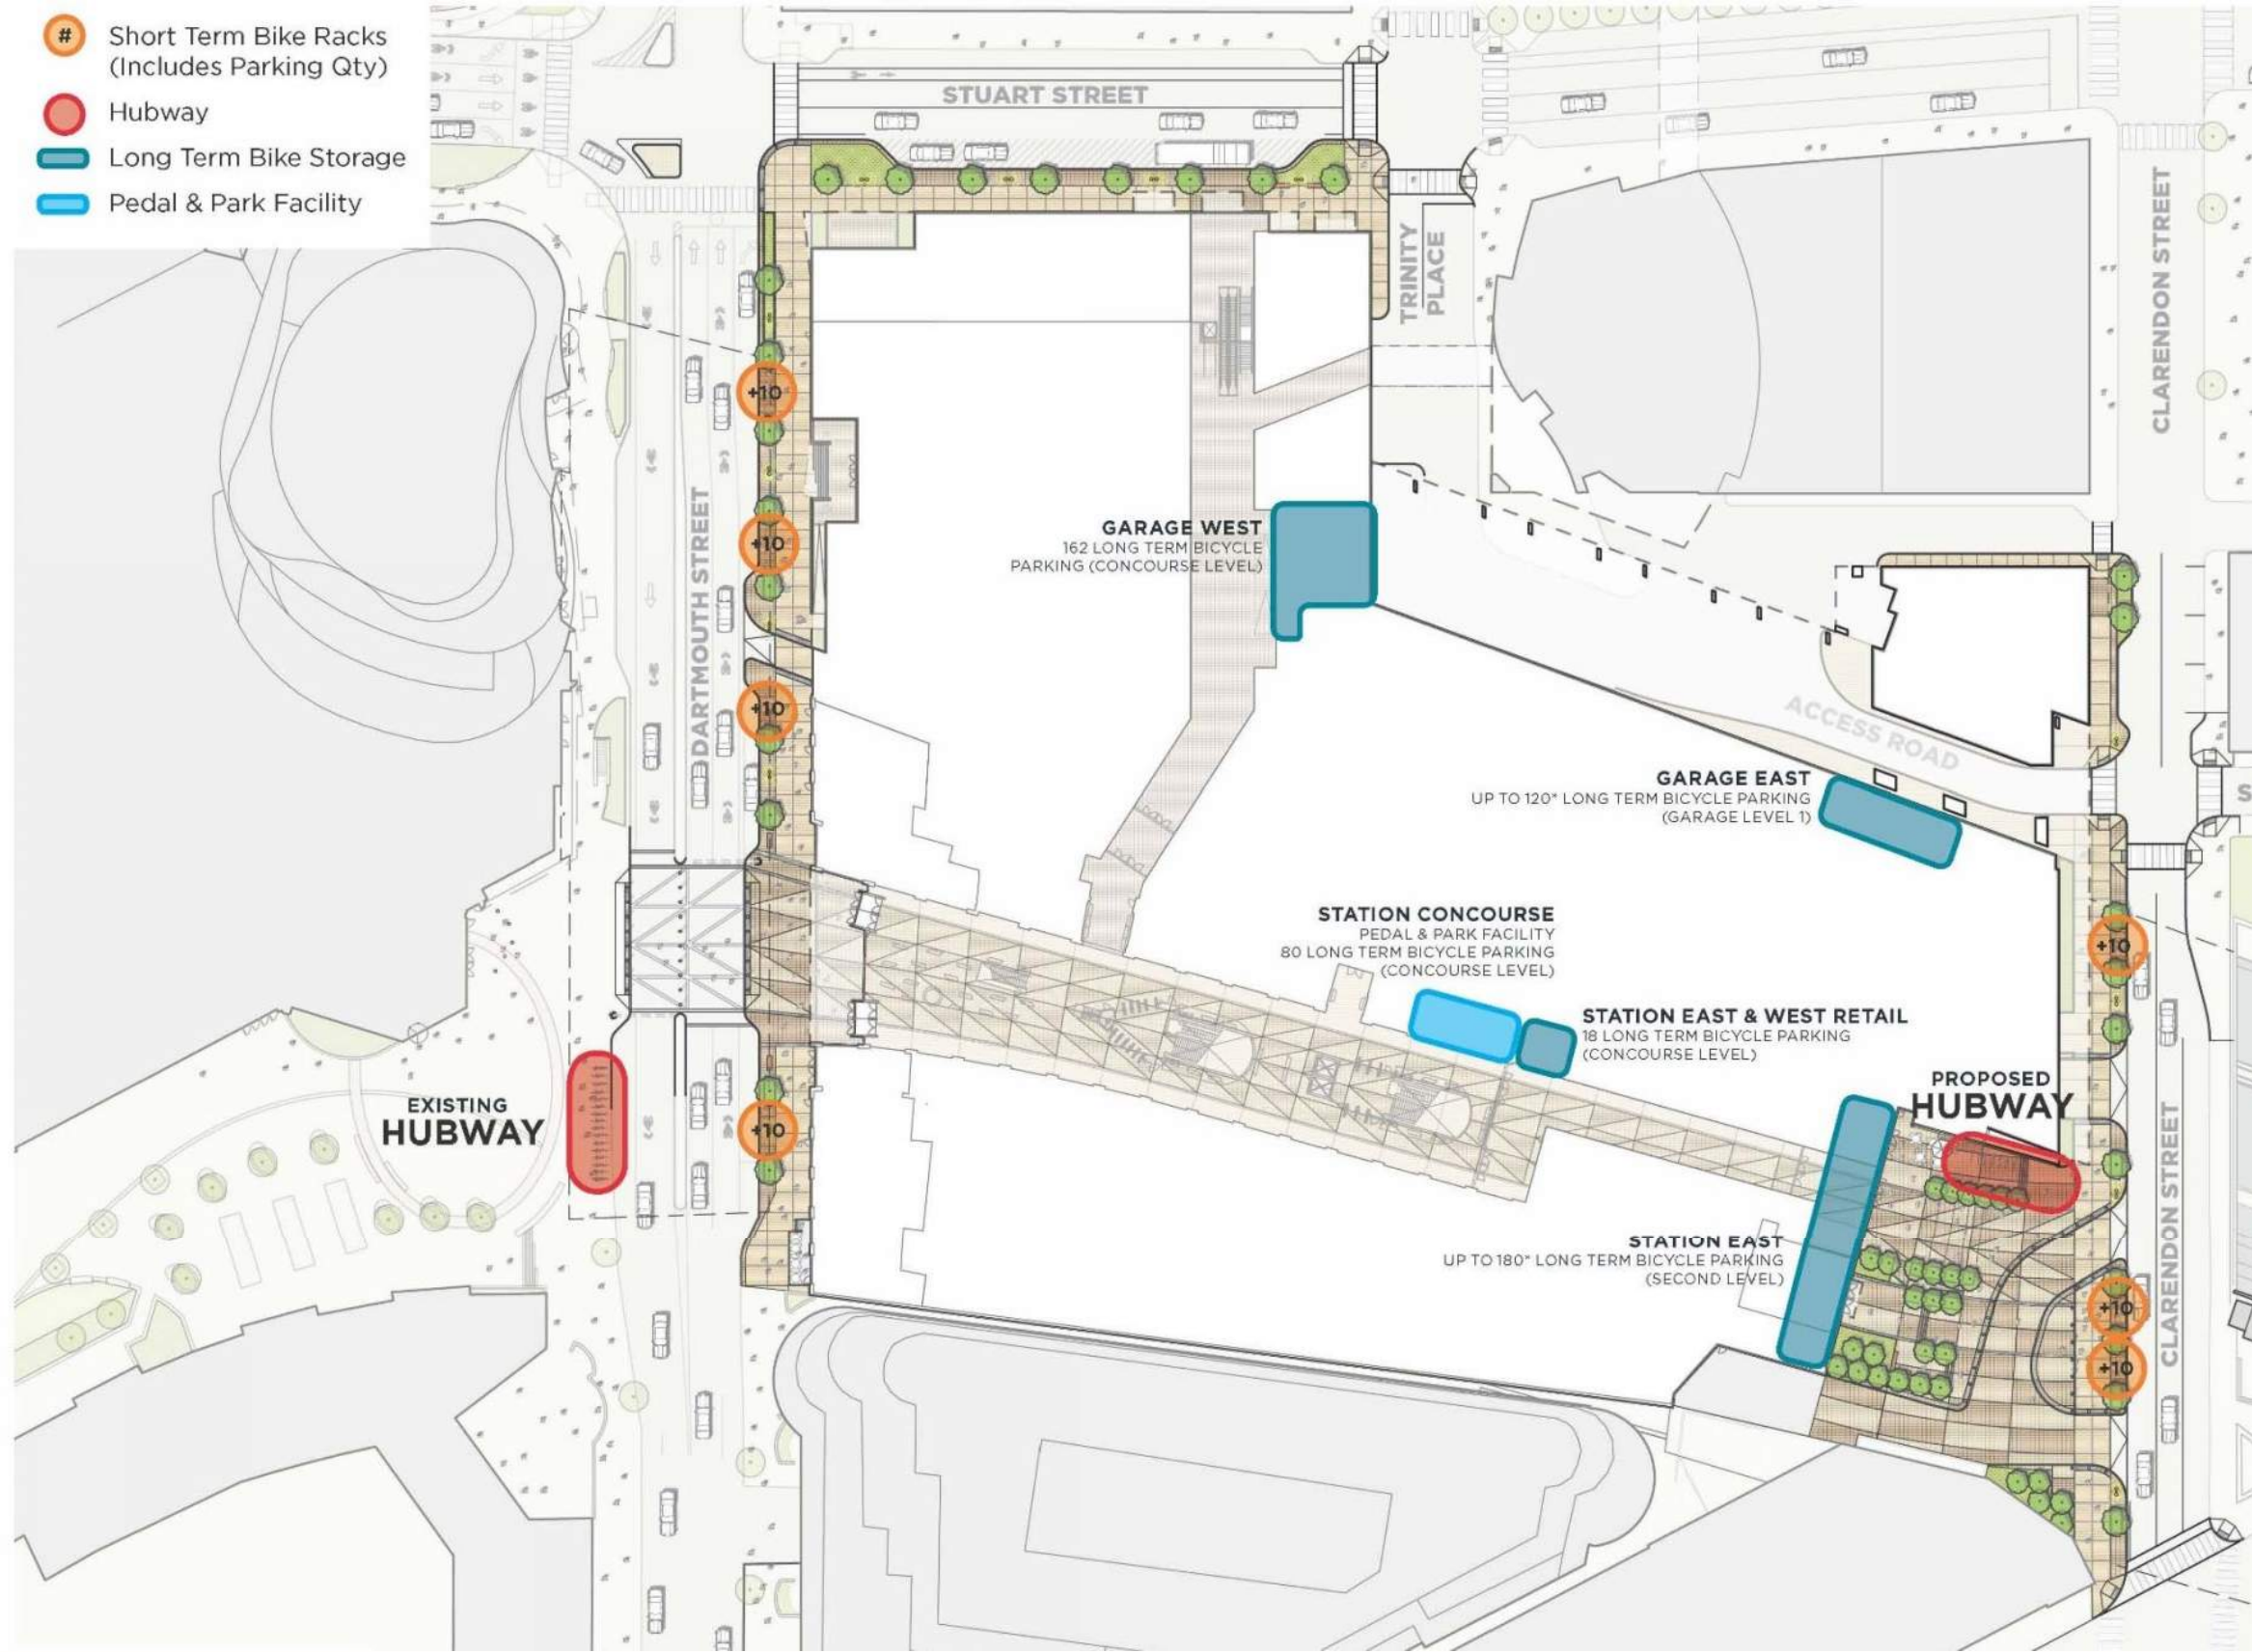 # Short Term Bike Racks
(Includes Parking Qty)
Hubway
Long Term Bike Storage
Pedal & Park Facility
STUART STREET
TRINITY
PLACE
CLARENDON STREET
+10
+10
+10
DARTMOUTH STREET
GARAGE WEST
162 LONG TERM BICYCLE
PARKING (CONCOURSE LEVEL)
ACCESS ROAD
GARAGE EAST
UP TO 120* LONG TERM BICYCLE PARKING
(GARAGE LEVEL 1)
S
STATION CONCOURSE
PEDAL & PARK FACILITY
80 LONG TERM BICYCLE PARKING
(CONCOURSE LEVEL)
+10
STATION EAST & WEST RETAIL
18 LONG TERM BICYCLE PARKING
(CONCOURSE LEVEL)
EXISTING
HUBWAY
+10
PROPOSED
HUBWAY
STATION EAST
UP TO 180* LONG TERM BICYCLE PARKING
(SECOND LEVEL)
+10
+10
CLARENDON STREET